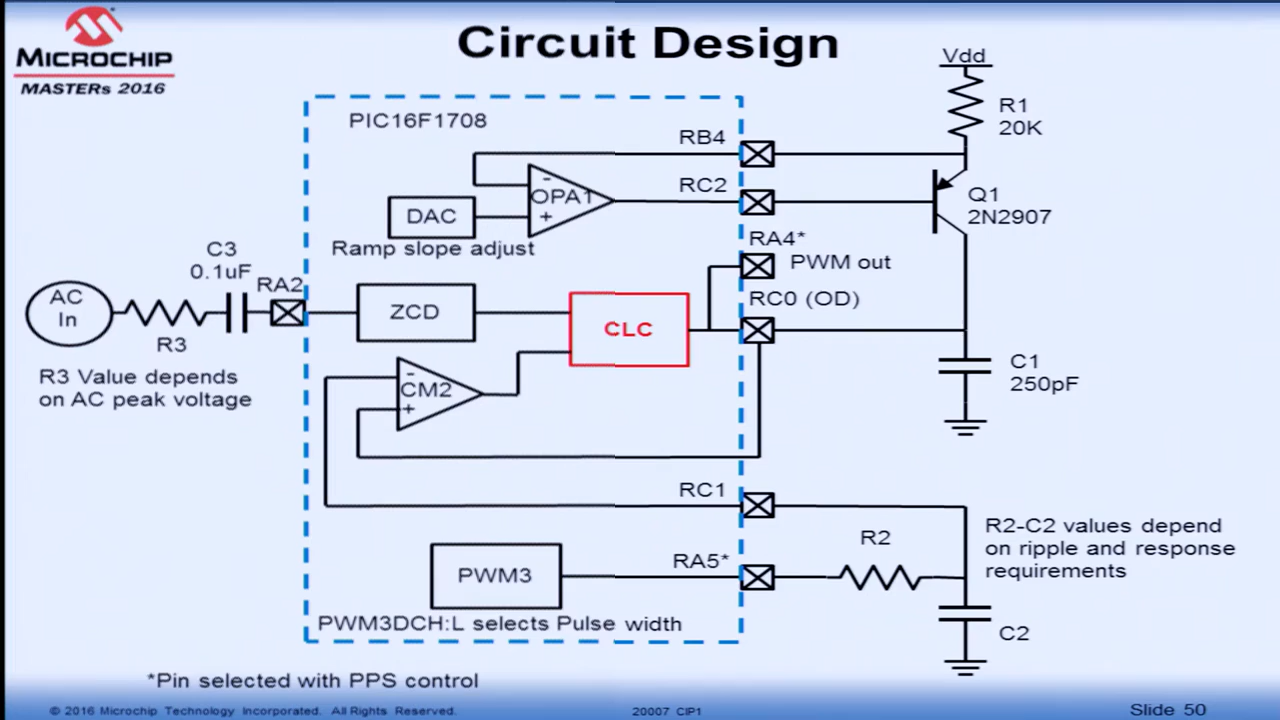 Circuit Design
MICROCHIP
MASTERs 2016
Vdd
PIC16F1708
R1
20K
RB4
-
OPA1
+
RC2
DAC
Q1
2N2907
Ramp slope adjust
RA4*
PWM out
C3
0.1uF
RA2
RC0 (OD)
AC
In
ZCD
CLC
R3
R3 Value depends
on AC peak voltage
-
CM2
+
C1
250pF
RC1
R2-C2 values depend
on ripple and response
requirements
R2
RA5*
PWM3
PWM3DCH:L selects Pulse width
C2
*Pin selected with PPS control
© 2016 Microchip Technology Incorporated. All Rights Reserved.
20007 CIP1
Slide 50